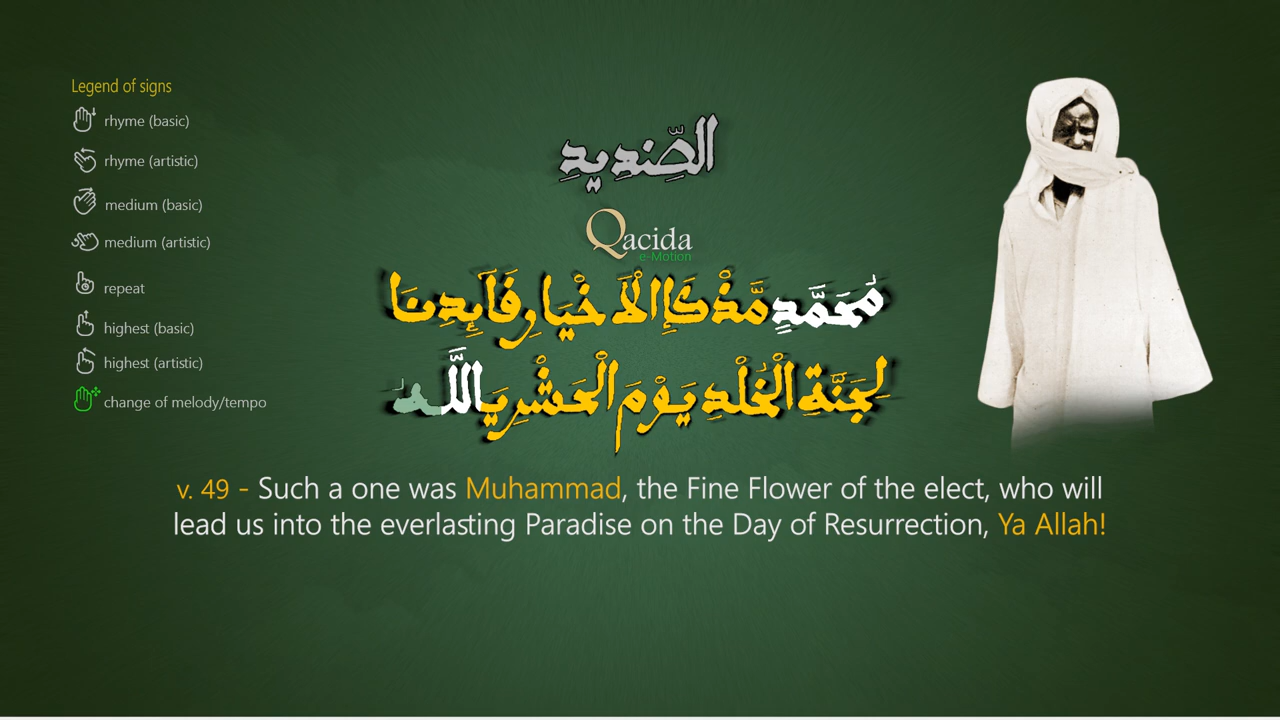 Legend of signs
rhyme (basic)
rhyme (artistic)
medium (basic)
medium (artistic)
repeat
highest (basic)
highest (artistic)
change of melody/tempo
الصِّنديدِ
Qacida
e-Motion
مُحَمَّدٍ مَّذْكَا إِلَى الْأَخْيَارِ فَآئِدِنَا
لِجَنَّةِ الْخُلْدِ يَوْمَ الْحَشْرِ يَا اللَّهُ
v. 49 - Such a one was Muhammad, the Fine Flower of the elect, who will
lead us into the everlasting Paradise on the Day of Resurrection, Ya Allah!